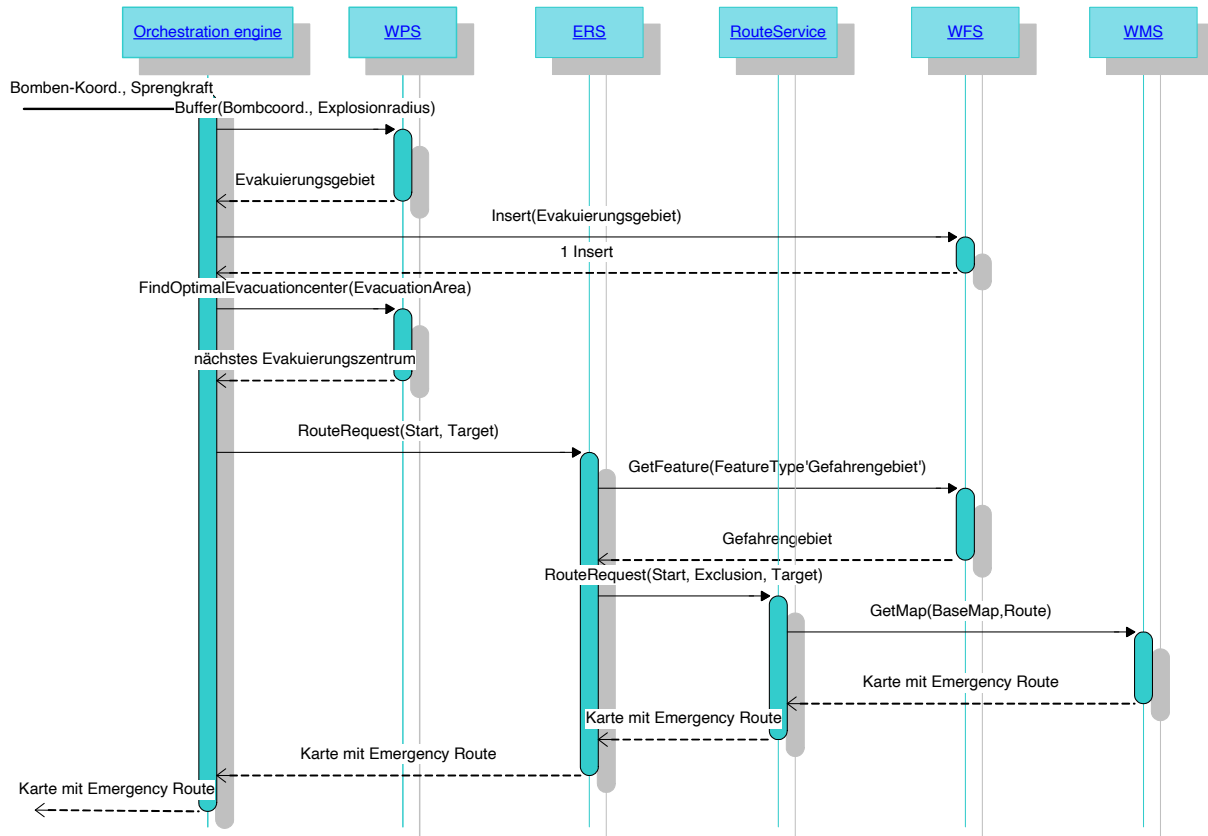 Orchestration engine
WPS
ERS
RouteService
WFS
WMS
Bomben-Koord., Sprengkraft
Buffer(Bombcoord., Explosionradius)
Evakuierungsgebiet
Insert(Evakuierungsgebiet)
1 Insert
FindOptimalEvacuationcenter(EvacuationArea)
nächstes Evakuierungszentrum
RouteRequest(Start, Target)
GetFeature(FeatureType'Gefahrengebiet')
Gefahrengebiet
RouteRequest(Start, Exclusion, Target)
GetMap(BaseMap,Route)
Karte mit Emergency Route
Karte mit Emergency Route
Karte mit Emergency Route
Karte mit Emergency Route